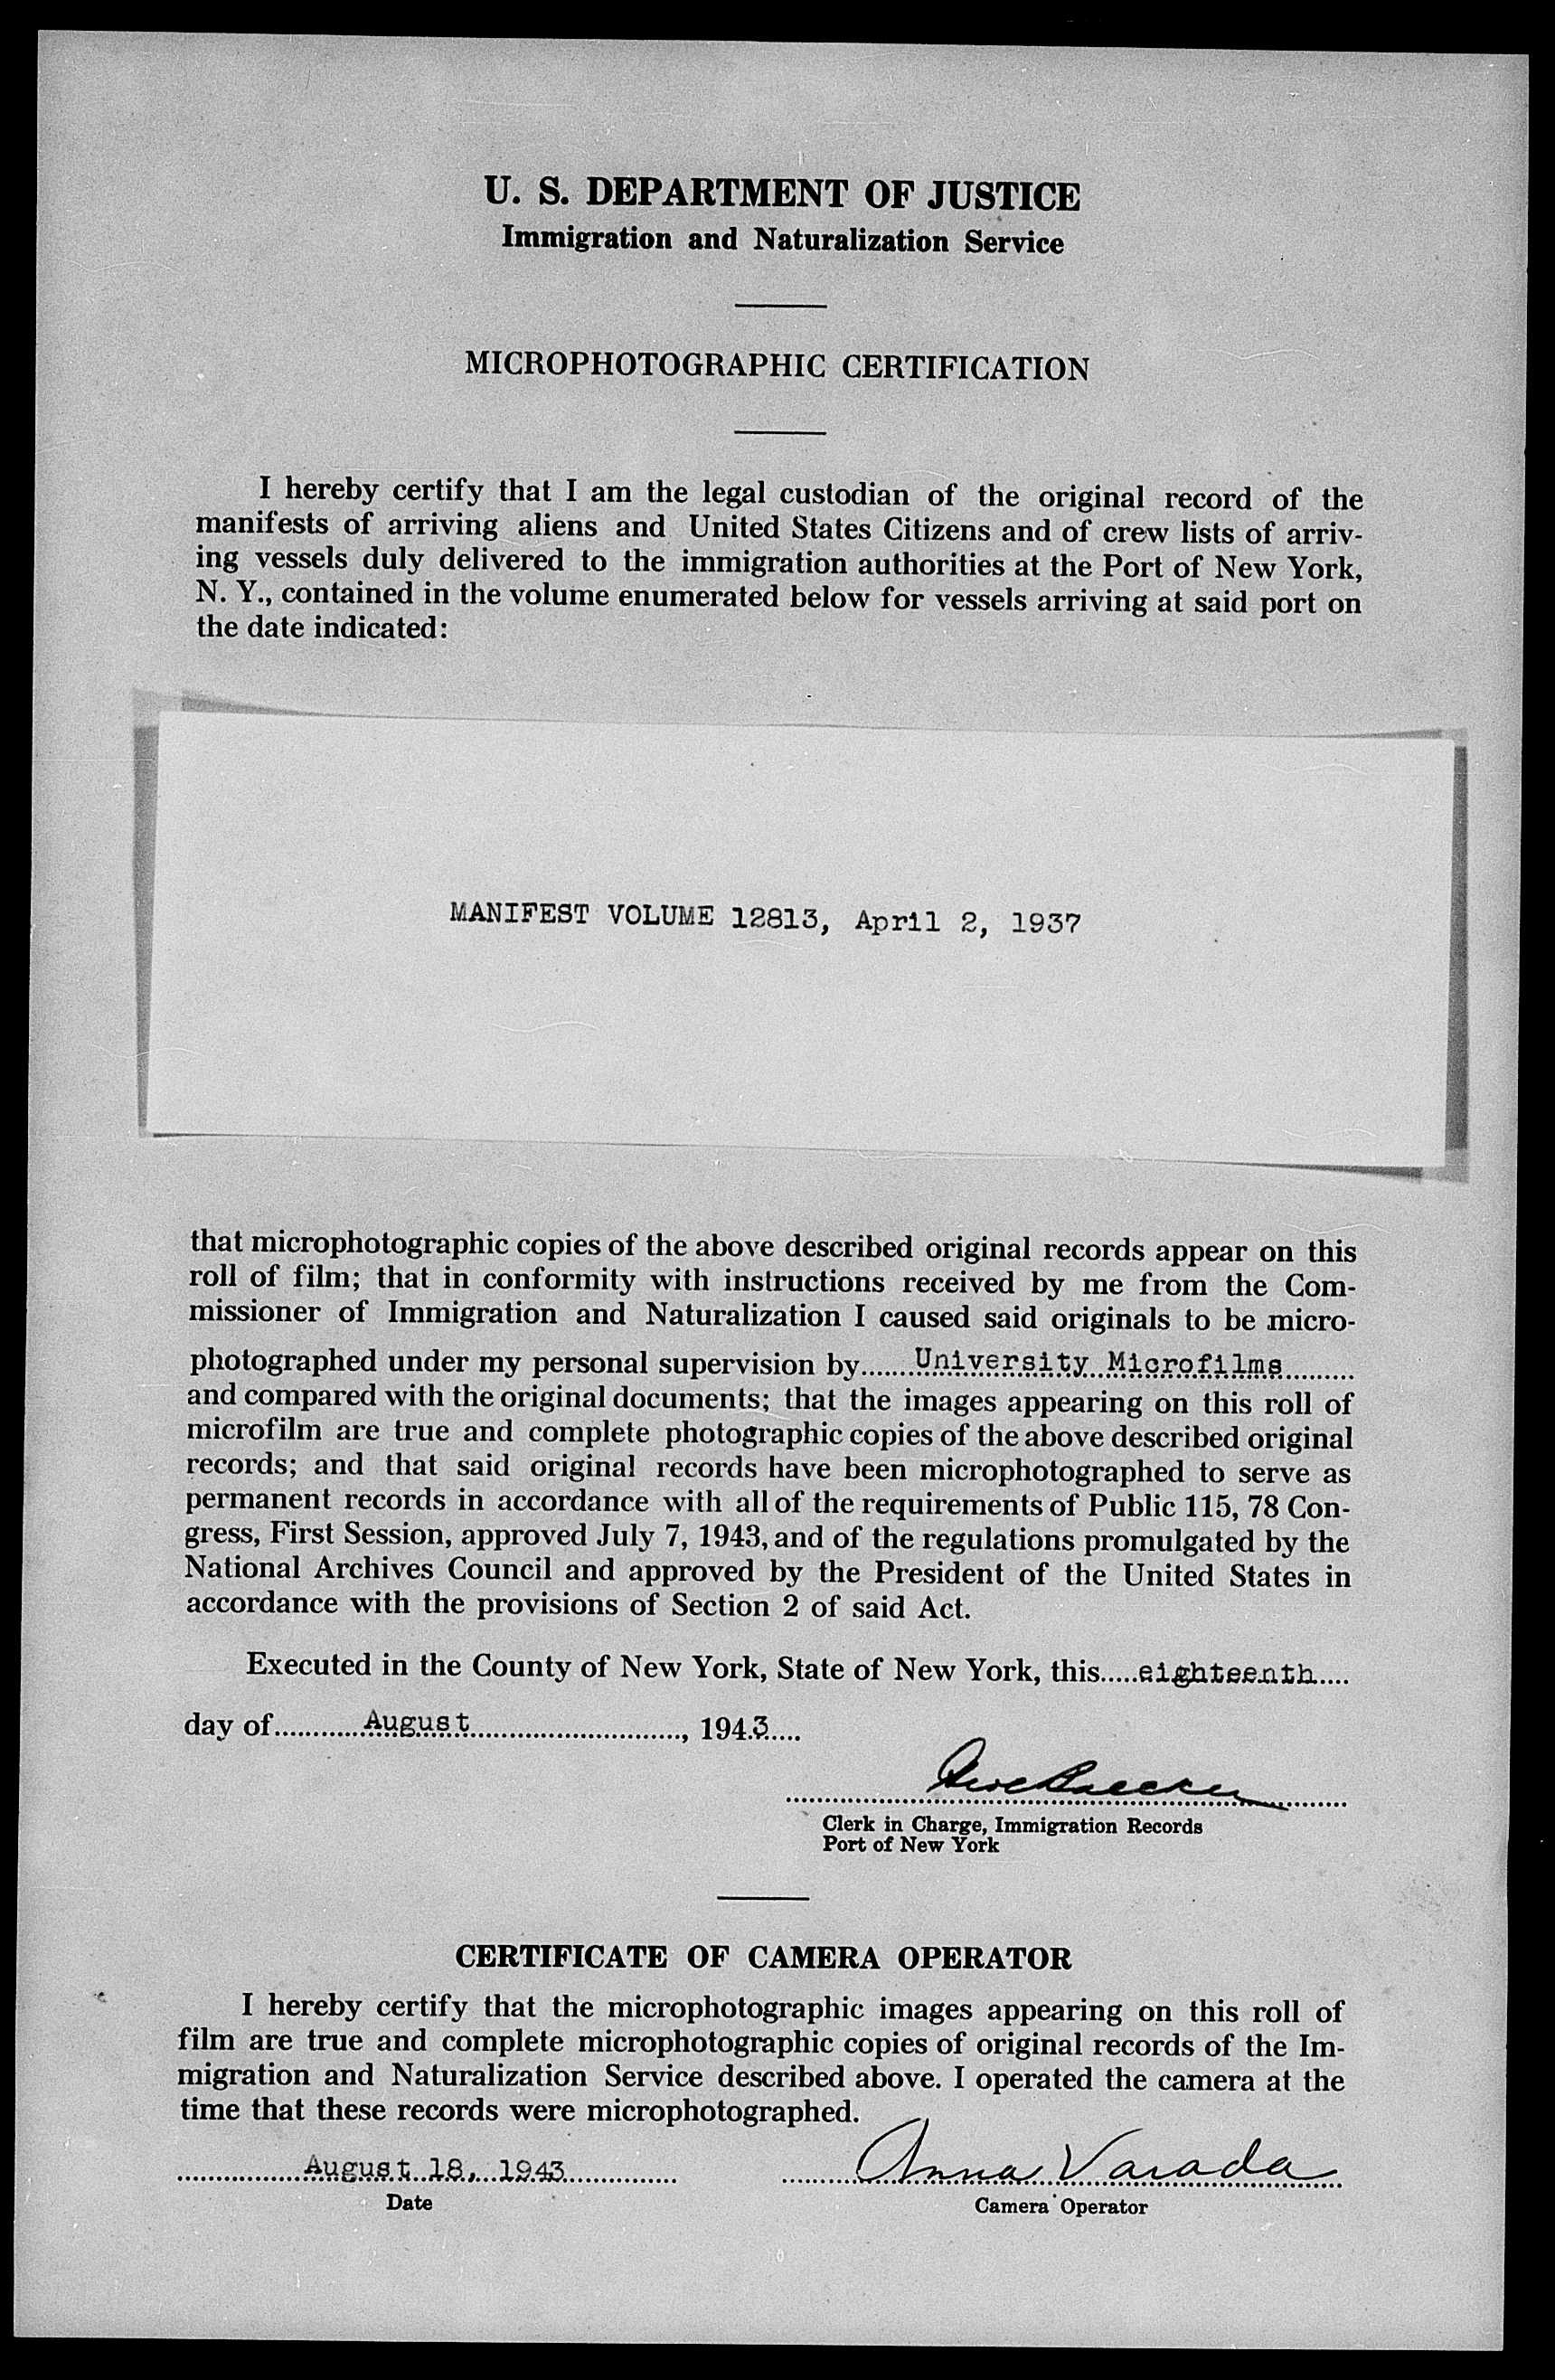 U. S. DEPARTMENT OF JUSTICE
Immigration and Naturalization Service
MICROPHOTOGRAPHIC CERTIFICATION
I hereby certify that I am the legal custodian of the original record of the
manifests of arriving aliens and United States Citizens and of crew lists of arriv-
ing vessels duly delivered to the immigration authorities at the Port of New York,
N. Y., contained in the volume enumerated below for vessels arriving at said port on
the date indicated:
MANIFEST VOLUME 12813, April 2, 1937
that microphotographic copies of the above described original records appear on this
roll of film; that in conformity with instructions received by me from the Com-
missioner of Immigration and Naturalization I caused said originals to be micro-
photographed under my personal supervision by......University Microfilms..........
and compared with the original documents; that the images appearing on this roll of
microfilm are true and complete photographic copies of the above described original
records; and that said original records have been microphotographed to serve as
permanent records in accordance with all of the requirements of Public 115, 78 Con-
gress, First Session, approved July 7, 1943, and of the regulations promulgated by the
National Archives Council and approved by the President of the United States in
accordance with the provisions of Section 2 of said Act.
Executed in the County of New York, State of New York, this.....eighteenth.....
day of............August............................, 194.3.....
Clerk in Charge, Immigration Records
Port of New York
CERTIFICATE OF CAMERA OPERATOR
I hereby certify that the microphotographic images appearing on this roll of
film are true and complete microphotographic copies of original records of the Im-
migration and Naturalization Service described above. I operated the camera at the
time that these records were microphotographed.
August 18, 1943 Anna Varada
Date Camera Operator